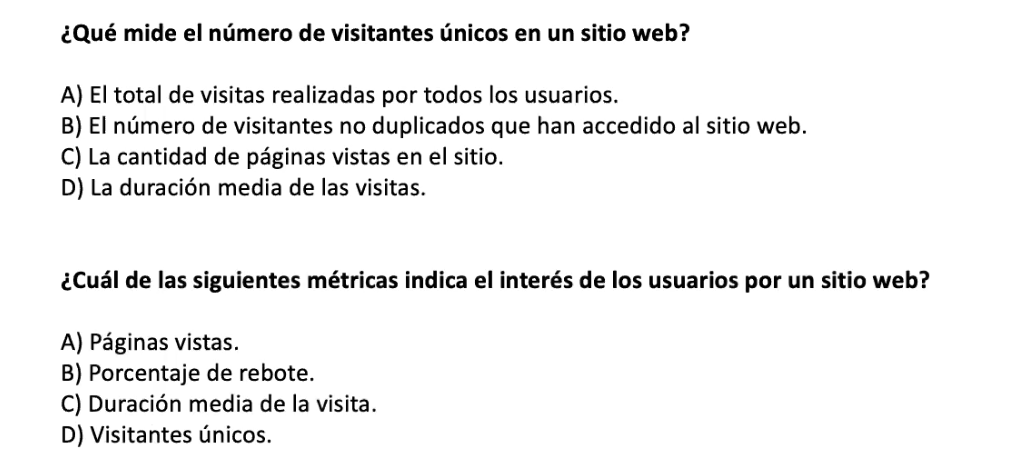 ¿Qué mide el número de visitantes únicos en un sitio web?
A) El total de visitas realizadas por todos los usuarios.
B) El número de visitantes no duplicados que han accedido al sitio web.
C) La cantidad de páginas vistas en el sitio.
D) La duración media de las visitas.
¿Cuál de las siguientes métricas indica el interés de los usuarios por un sitio web?
A) Páginas vistas.
B) Porcentaje de rebote.
C) Duración media de la visita.
D) Visitantes únicos.